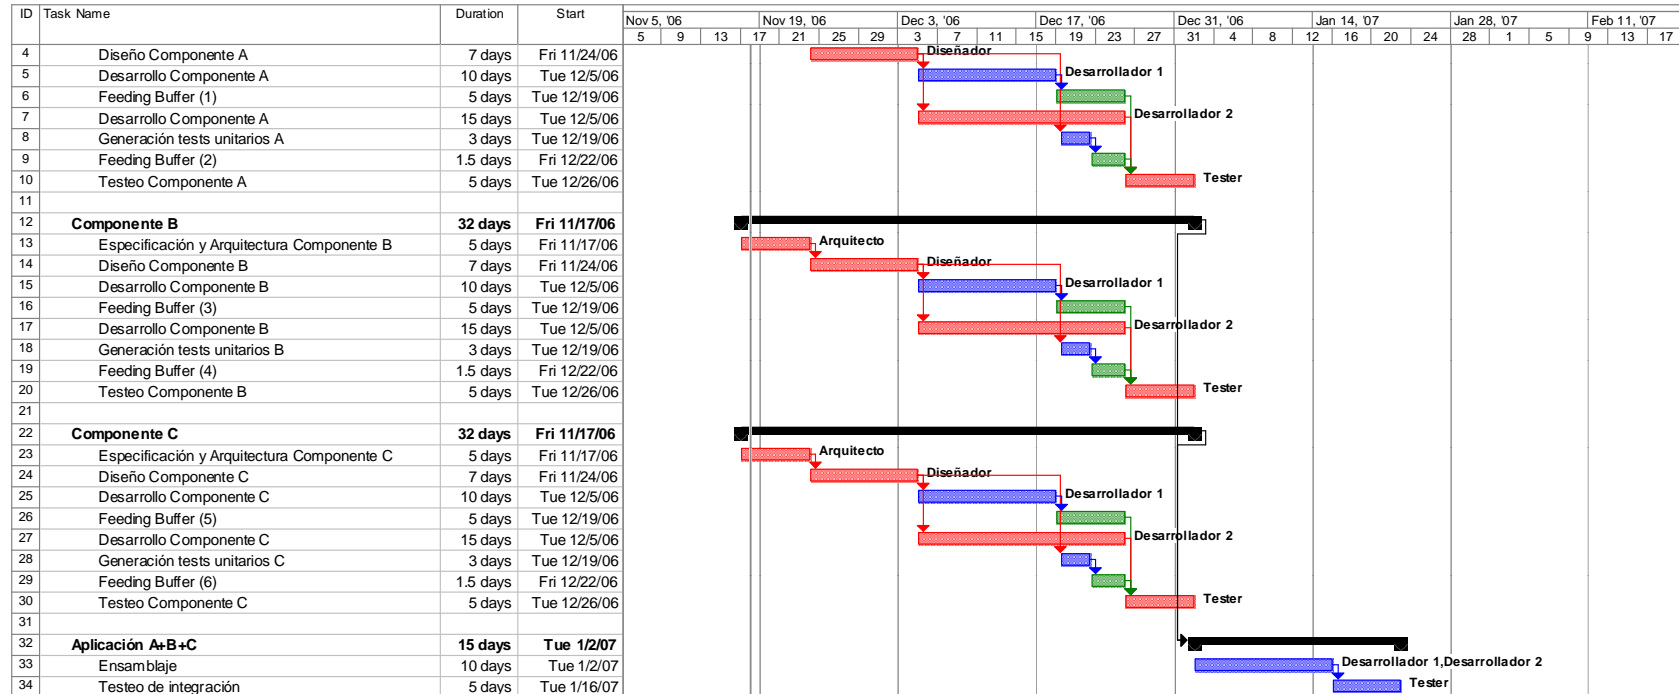 ID Task Name Duration Start Nov 5, '06 Nov 19, '06 Dec 3, '06 Dec 17, '06 Dec 31, '06 Jan 14, '07 Jan 28, '07 Feb 11, '07
5 9 13 17 21 25 29 3 7 11 15 19 23 27 31 4 8 12 16 20 24 28 1 5 9 13 17
4 Diseño Componente A 7 days Fri 11/24/06 Diseñador
5 Desarrollo Componente A 10 days Tue 12/5/06 Desarrollador 1
6 Feeding Buffer (1) 5 days Tue 12/19/06
7 Desarrollo Componente A 15 days Tue 12/5/06 Desarrollador 2
8 Generación tests unitarios A 3 days Tue 12/19/06
9 Feeding Buffer (2) 1.5 days Fri 12/22/06
10 Testeo Componente A 5 days Tue 12/26/06 Tester
11
12 Componente B 32 days Fri 11/17/06
13 Especificación y Arquitectura Componente B 5 days Fri 11/17/06 Arquitecto
14 Diseño Componente B 7 days Fri 11/24/06 Diseñador
15 Desarrollo Componente B 10 days Tue 12/5/06 Desarrollador 1
16 Feeding Buffer (3) 5 days Tue 12/19/06
17 Desarrollo Componente B 15 days Tue 12/5/06 Desarrollador 2
18 Generación tests unitarios B 3 days Tue 12/19/06
19 Feeding Buffer (4) 1.5 days Fri 12/22/06
20 Testeo Componente B 5 days Tue 12/26/06 Tester
21
22 Componente C 32 days Fri 11/17/06
23 Especificación y Arquitectura Componente C 5 days Fri 11/17/06 Arquitecto
24 Diseño Componente C 7 days Fri 11/24/06 Diseñador
25 Desarrollo Componente C 10 days Tue 12/5/06 Desarrollador 1
26 Feeding Buffer (5) 5 days Tue 12/19/06
27 Desarrollo Componente C 15 days Tue 12/5/06 Desarrollador 2
28 Generación tests unitarios C 3 days Tue 12/19/06
29 Feeding Buffer (6) 1.5 days Fri 12/22/06
30 Testeo Componente C 5 days Tue 12/26/06 Tester
31
32 Aplicación A+B+C 15 days Tue 1/2/07
33 Ensamblaje 10 days Tue 1/2/07 Desarrollador 1,Desarrollador 2
34 Testeo de integración 5 days Tue 1/16/07 Tester